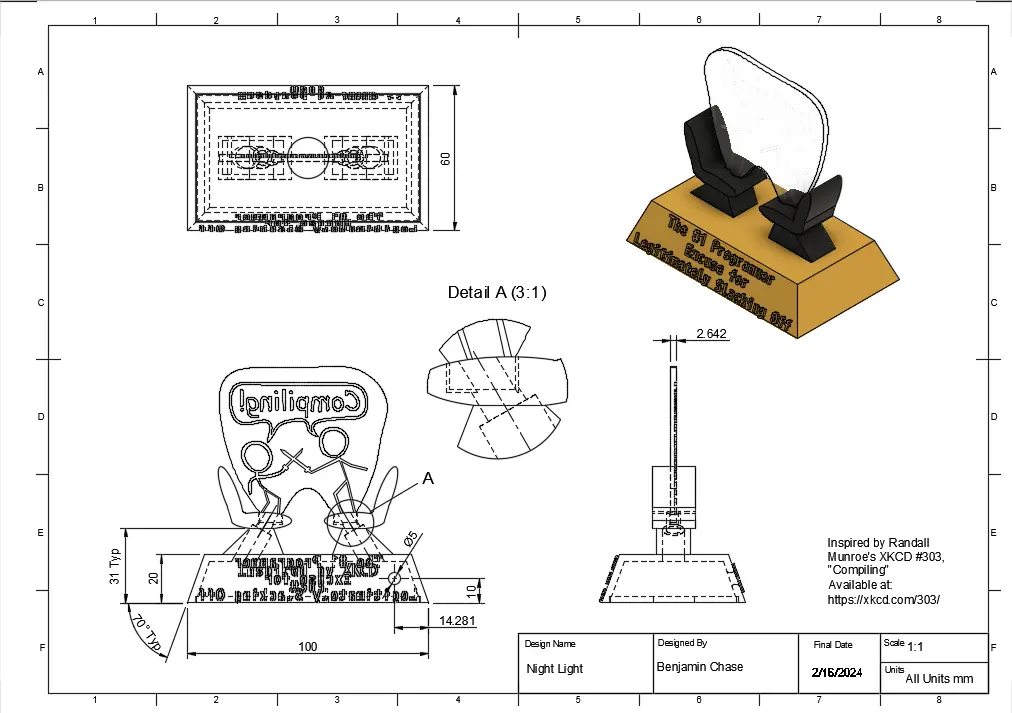 1 2 3 4 5 6 7 8
A A
B B
C C
D D
E E
F F
1 2 3 4 5 6 7 8
60
The #1 Programmer
Excuse for
Legitimately Slacking Off
Detail A (3:1)
2.642
Compiling!
A
Ø5
31 Typ
20
10
70° Typ
14.281
100
Inspired by Randall
Munroe's XKCD #303,
"Compiling"
Available at:
https://xkcd.com/303/
Design Name
Night Light
Designed By
Benjamin Chase
Final Date
2/16/2024
Scale 1:1
Units All Units mm